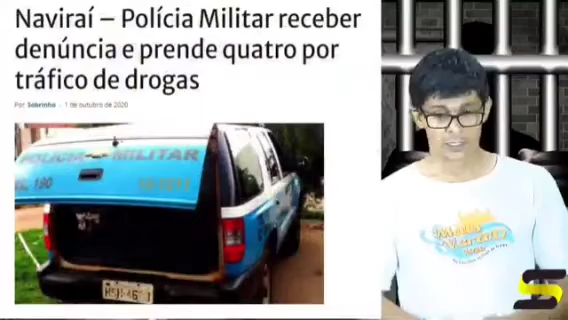 Naviraí – Polícia Militar receber
denúncia e prende quatro por
tráfico de drogas
Por Sobrinho - 1 de outubro de 2020
POLÍCIA MILITAR
190